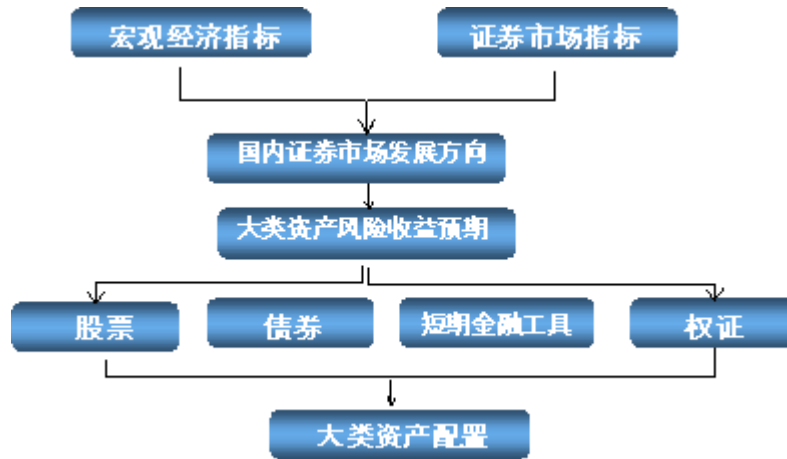 宏观经济指标
证券市场指标
国内证券市场发展方向
大类资产风险收益预期
股票
债券
短期金融工具
权证
大类资产配置